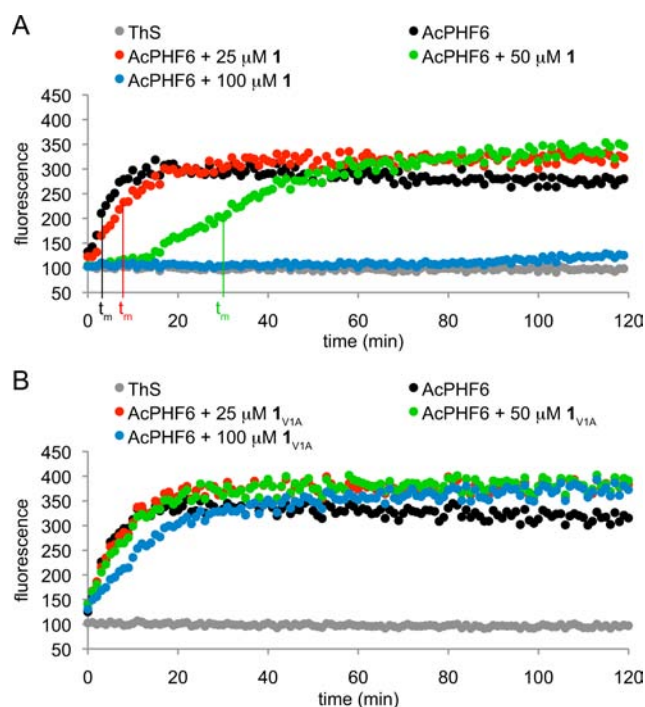 A
ThS
AcPHF6
AcPHF6 + 25 μM 1
AcPHF6 + 50 μM 1
AcPHF6 + 100 μM 1
450
400
350
300
250
200
150
100
50
fluorescence
0
20
40
60
80
100
120
tm
tm
tm
time (min)
B
ThS
AcPHF6
AcPHF6 + 25 μM 1V1A
AcPHF6 + 50 μM 1V1A
AcPHF6 + 100 μM 1V1A
450
400
350
300
250
200
150
100
50
fluorescence
0
20
40
60
80
100
120
time (min)